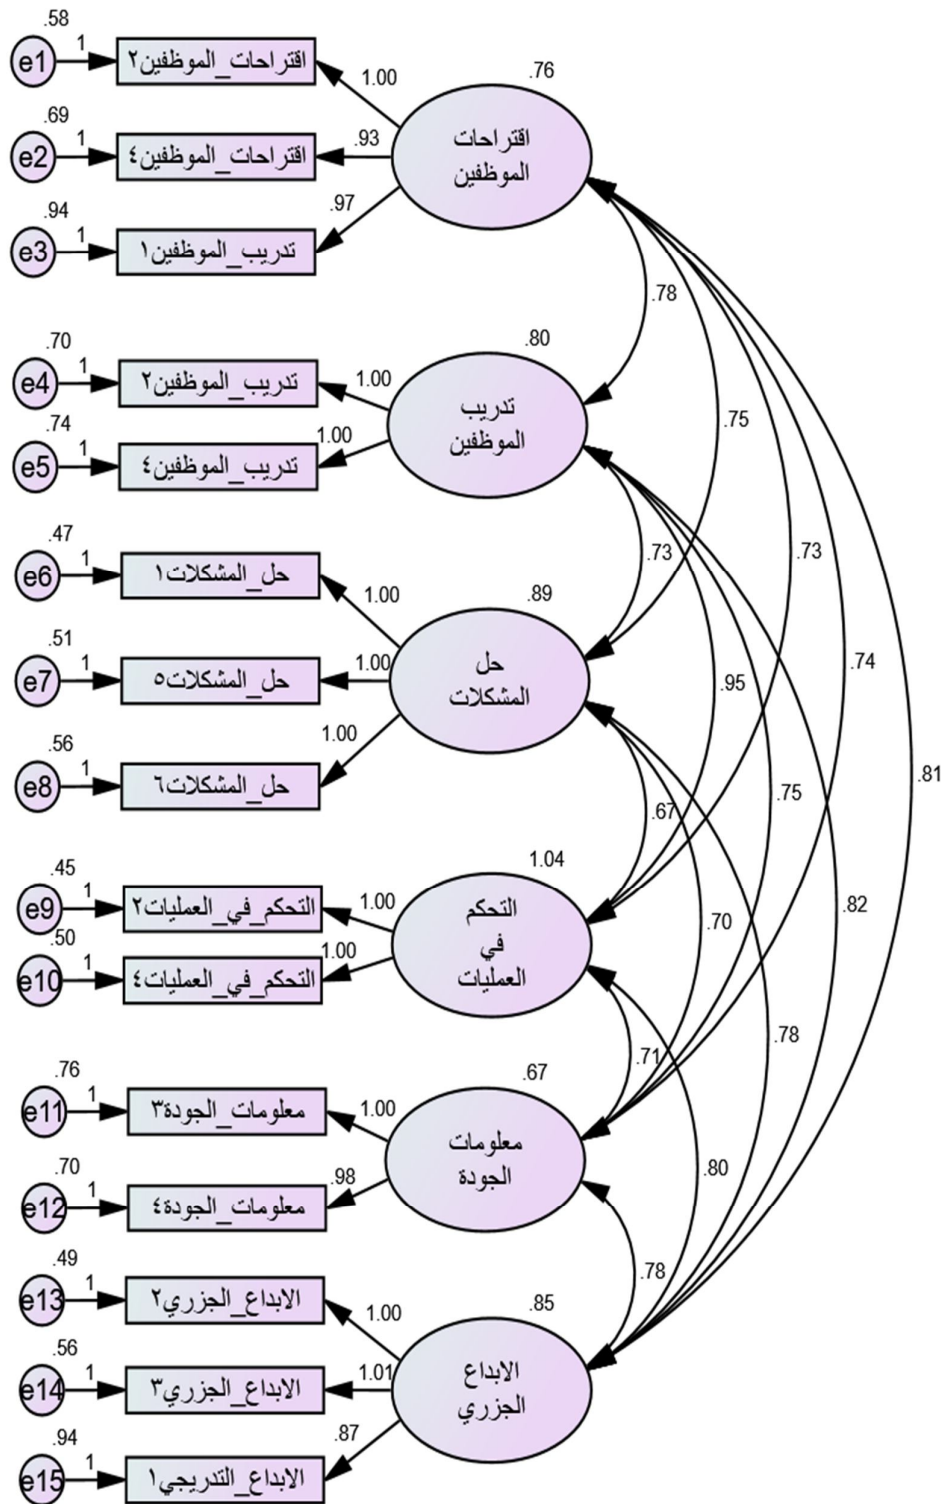 .58
e1
1
اقتراحات_الموظفين٢
1.00
.76
.69
e2
1
اقتراحات_الموظفين٤
.93
اقتراحات
الموظفين
.94
e3
1
تدريب_الموظفين١
.97
.78
.70
e4
1
تدريب_الموظفين٢
1.00
.80
.74
e5
1
تدريب_الموظفين٤
1.00
تدريب
الموظفين
.75
.47
e6
1
حل_المشكلات١
1.00
.89
.73
.73
.51
e7
1
حل_المشكلات٥
1.00
حل
المشكلات
.95
.74
.56
e8
1
حل_المشكلات٦
1.00
.67
.75
.81
.45
e9
1
التحكم_في_العمليات٢
1.00
1.04
.50
e10
1
التحكم_في_العمليات٤
1.00
التحكم
في
العمليات
.70
.82
.76
e11
1
معلومات_الجودة٣
1.00
.67
.71
.78
.70
e12
1
معلومات_الجودة٤
.98
معلومات
الجودة
.80
.49
e13
1
الابداع_الجزري٢
1.00
.85
.78
.56
e14
1
الابداع_الجزري٣
1.01
الابداع
الجزري
.94
e15
1
الابداع_التدريجي١
.87